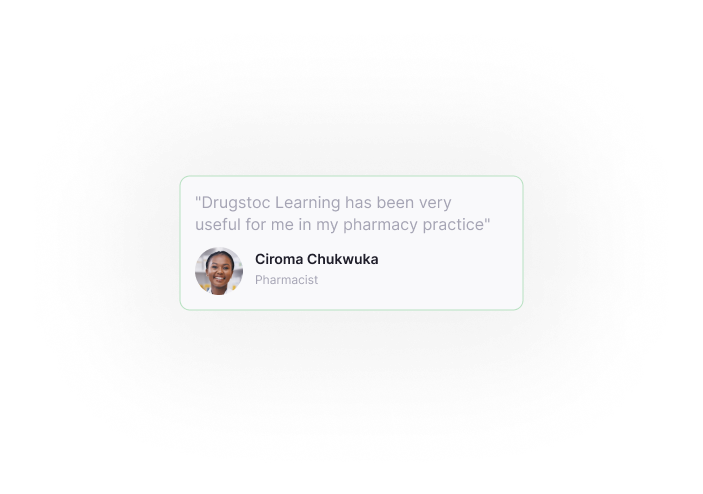 "Drugstoc Learning has been very
useful for me in my pharmacy practice"
Ciroma Chukwuka
Pharmacist